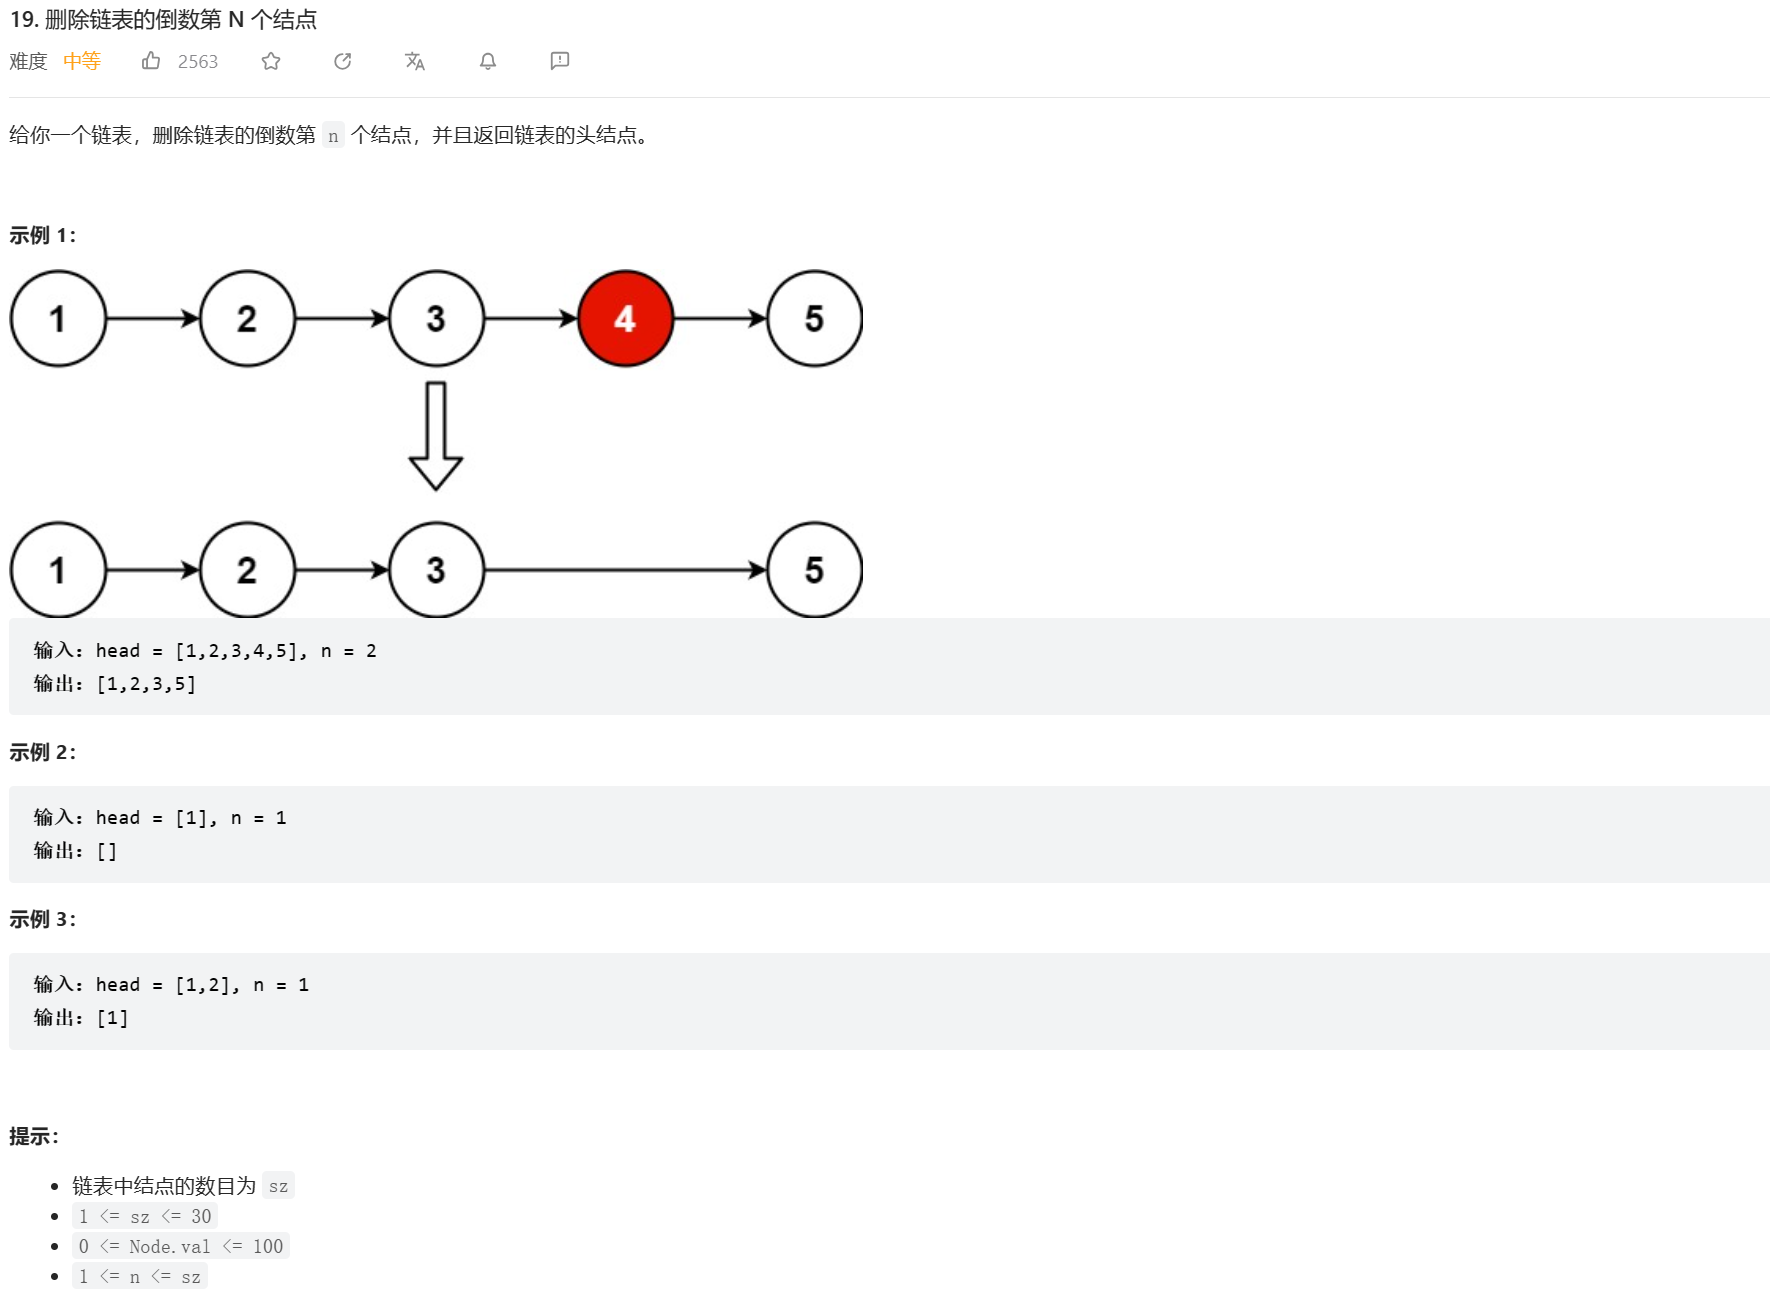 19. 删除链表的倒数第 N 个结点
难度 中等 2563
给你一个链表，删除链表的倒数第 n 个结点，并且返回链表的头结点。
示例 1：
1 2 3 4 5
1 2 3 5
输入：head = [1,2,3,4,5], n = 2
输出：[1,2,3,5]
示例 2：
输入：head = [1], n = 1
输出：[]
示例 3：
输入：head = [1,2], n = 1
输出：[1]
提示：
链表中结点的数目为 sz
1 <= sz <= 30
0 <= Node.val <= 100
1 <= n <= sz